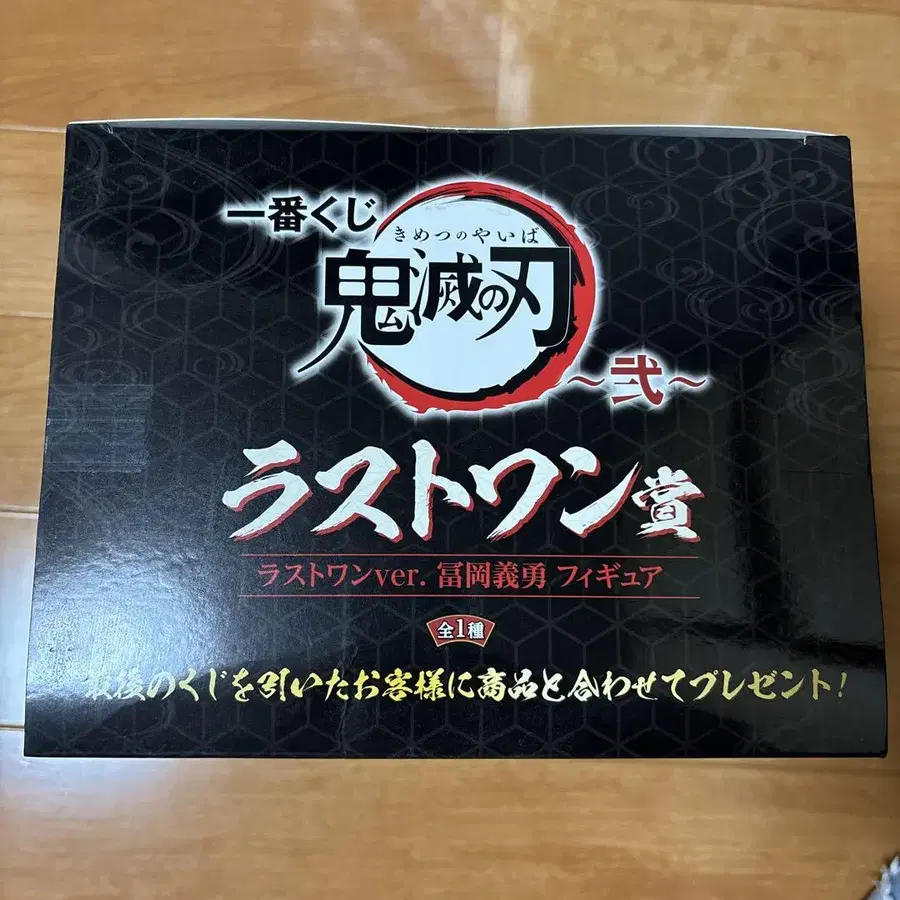 一番くじ
きめつのやいば
鬼滅の刃
～弐～
ラストワン賞
ラストワンver. 冨岡義勇 フィギュア
全1種
最後のくじを引いたお客様に商品と合わせてプレゼント！